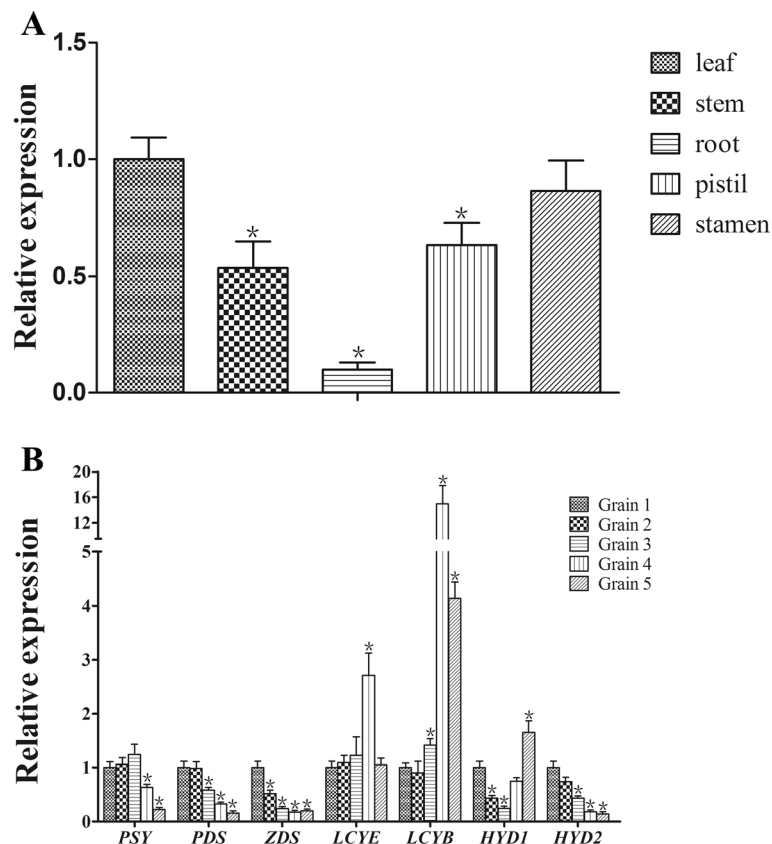 A
Relative expression
1.5
1.0
0.5
0.0
*
*
*
leaf
stem
root
pistil
stamen
B
Relative expression
20
16
12
5
4
3
2
1
0
* * * * * * * * * * * * * * * * * * *
Grain 1
Grain 2
Grain 3
Grain 4
Grain 5
PSY PDS ZDS LCYE LCYB HYD1 HYD2